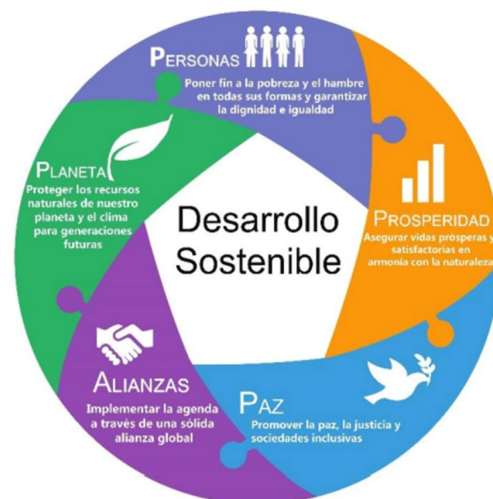 PERSONAS
Poner fin a la pobreza y el hambre
en todas sus formas y garantizar
la dignidad e igualdad
PLANETA
Proteger los recursos
naturales de nuestro
planeta y el clima
para generaciones
futuras
Desarrollo
Sostenible
PROSPERIDAD
Asegurar vidas prósperas y
satisfactorias en
armonía con la naturaleza
ALIANZAS
Implementar la agenda
a través de una sólida
alianza global
PAZ
Promover la paz, la justicia y
sociedades inclusivas